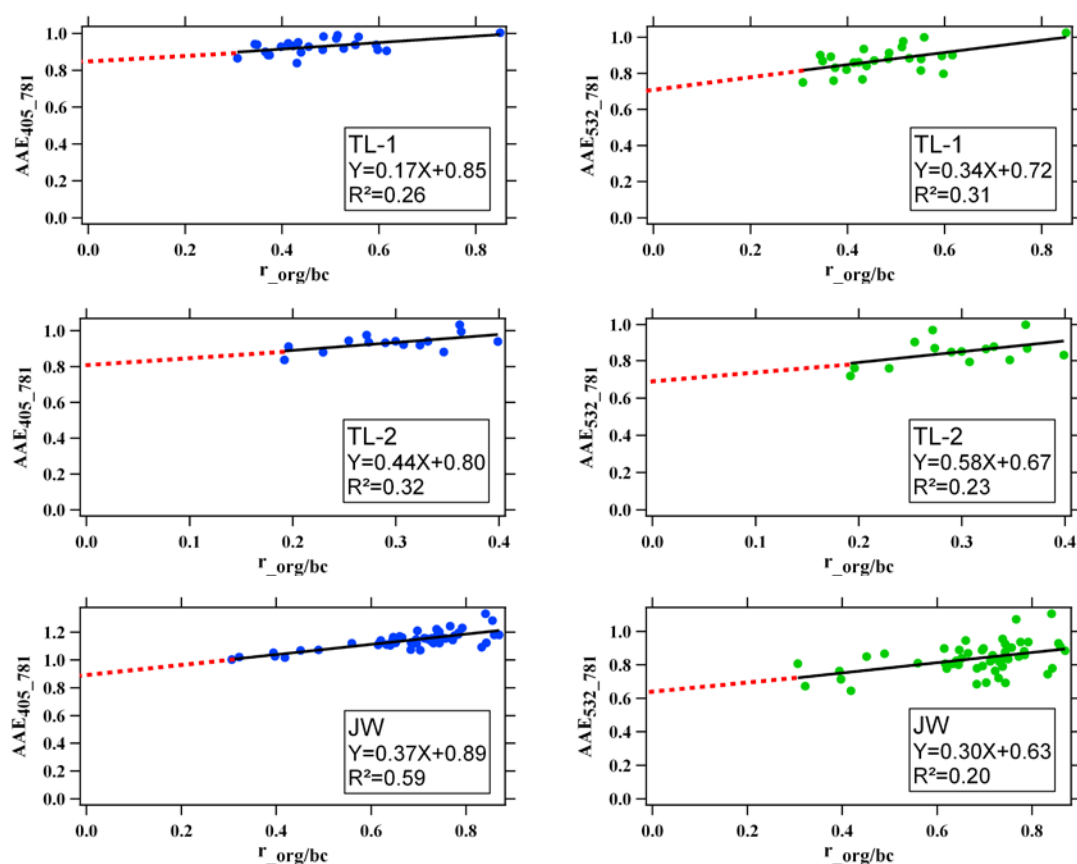 1.0
0.8
0.6
0.4
0.2
0.0
AAE405_781
TL-1
Y=0.17X+0.85
R²=0.26
0.0 0.2 0.4 0.6 0.8
r_org/bc
1.0
0.8
0.6
0.4
0.2
0.0
AAE532_781
TL-1
Y=0.34X+0.72
R²=0.31
0.0 0.2 0.4 0.6 0.8
r_org/bc
1.0
0.8
0.6
0.4
0.2
0.0
AAE405_781
TL-2
Y=0.44X+0.80
R²=0.32
0.0 0.1 0.2 0.3 0.4
r_org/bc
1.0
0.8
0.6
0.4
0.2
0.0
AAE532_781
TL-2
Y=0.58X+0.67
R²=0.23
0.0 0.1 0.2 0.3 0.4
r_org/bc
1.2
1.0
0.8
0.6
0.4
0.2
0.0
AAE405_781
JW
Y=0.37X+0.89
R²=0.59
0.0 0.2 0.4 0.6 0.8
r_org/bc
1.0
0.8
0.6
0.4
0.2
0.0
AAE532_781
JW
Y=0.30X+0.63
R²=0.20
0.0 0.2 0.4 0.6 0.8
r_org/bc